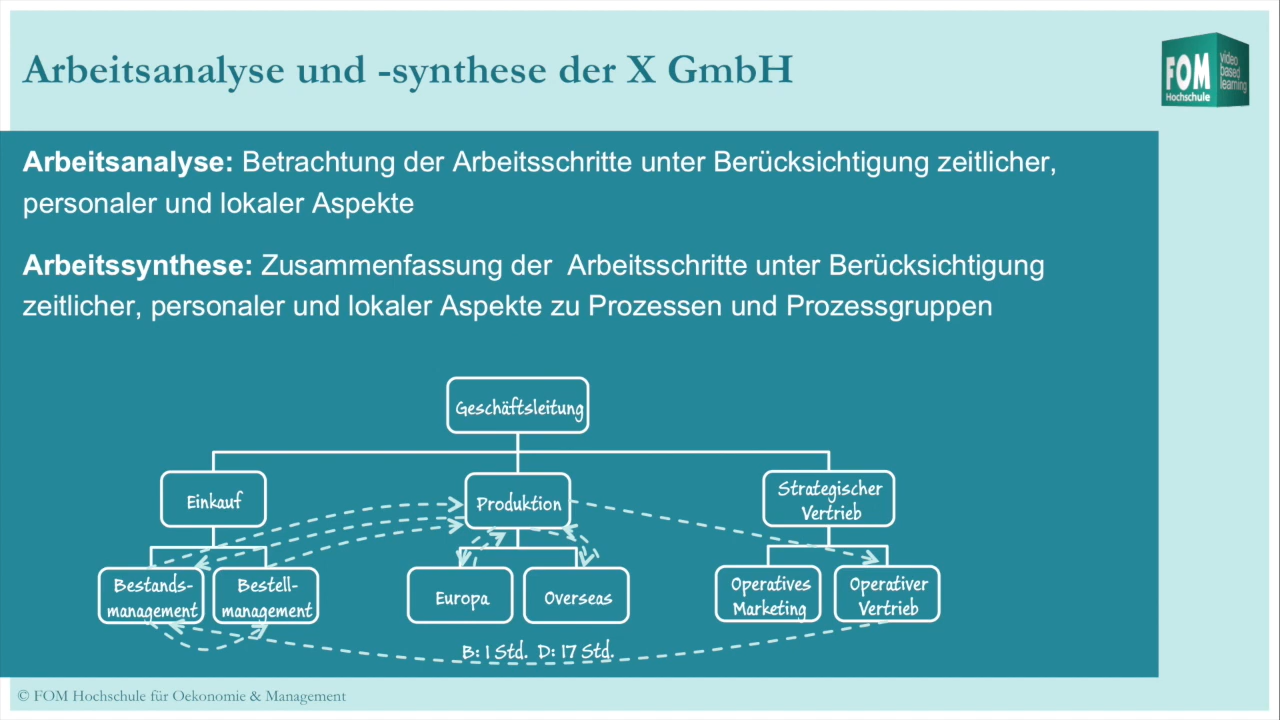 Arbeitsanalyse und -synthese der X GmbH
FOM
Hochschule
video
based
learning
Arbeitsanalyse: Betrachtung der Arbeitsschritte unter Berücksichtigung zeitlicher,
personaler und lokaler Aspekte
Arbeitssynthese: Zusammenfassung der Arbeitsschritte unter Berücksichtigung
zeitlicher, personaler und lokaler Aspekte zu Prozessen und Prozessgruppen
Geschäftsleitung
Einkauf
Produktion
Strategischer
Vertrieb
Bestands-
management
Bestell-
management
Europa
Overseas
Operatives
Marketing
Operativer
Vertrieb
B: 1 Std. D: 17 Std.
© FOM Hochschule für Oekonomie & Management